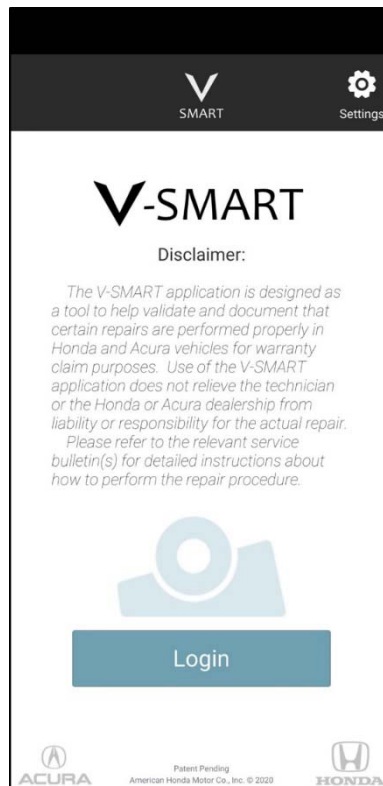 SMART
Settings
V-SMART
Disclaimer:
The V-SMART application is designed as
a tool to help validate and document that
certain repairs are performed properly in
Honda and Acura vehicles for warranty
claim purposes. Use of the V-SMART
application does not relieve the technician
or the Honda or Acura dealership from
liability or responsibility for the actual repair.
Please refer to the relevant service
bulletin(s) for detailed instructions about
how to perform the repair procedure.
Login
ACURA
Patent Pending
American Honda Motor Co., Inc. © 2020
HONDA